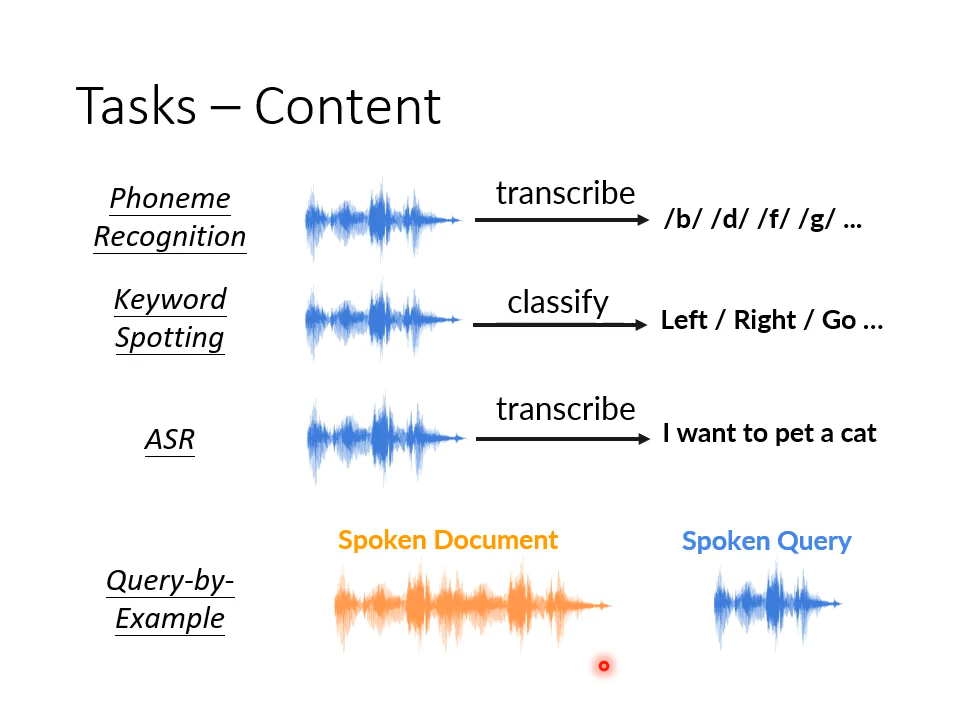 Tasks – Content
Phoneme
Recognition
transcribe
/b/ /d/ /f/ /g/ ...
Keyword
Spotting
classify
Left / Right / Go ...
ASR
transcribe
I want to pet a cat
Spoken Document
Spoken Query
Query-by-
Example